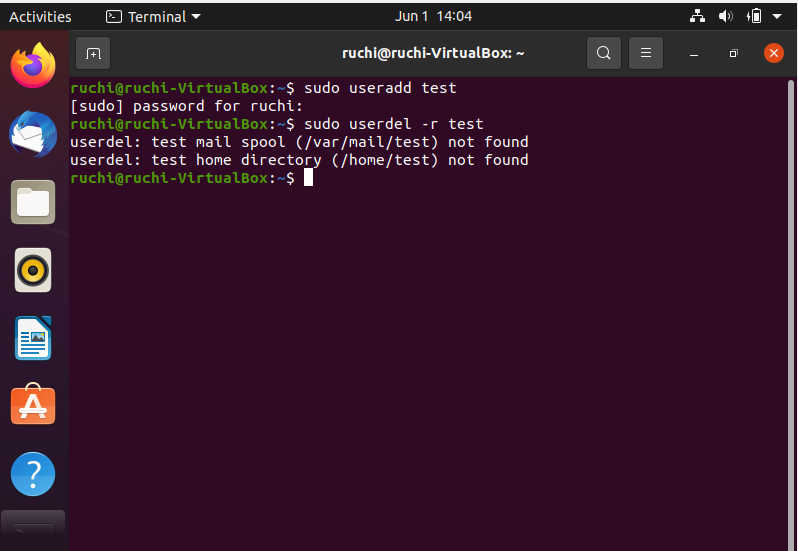 Activities
Terminal
Jun 1 14:04
ruchi@ruchi-VirtualBox: ~
ruchi@ruchi-VirtualBox:~$ sudo useradd test
[sudo] password for ruchi:
ruchi@ruchi-VirtualBox:~$ sudo userdel -r test
userdel: test mail spool (/var/mail/test) not found
userdel: test home directory (/home/test) not found
ruchi@ruchi-VirtualBox:~$